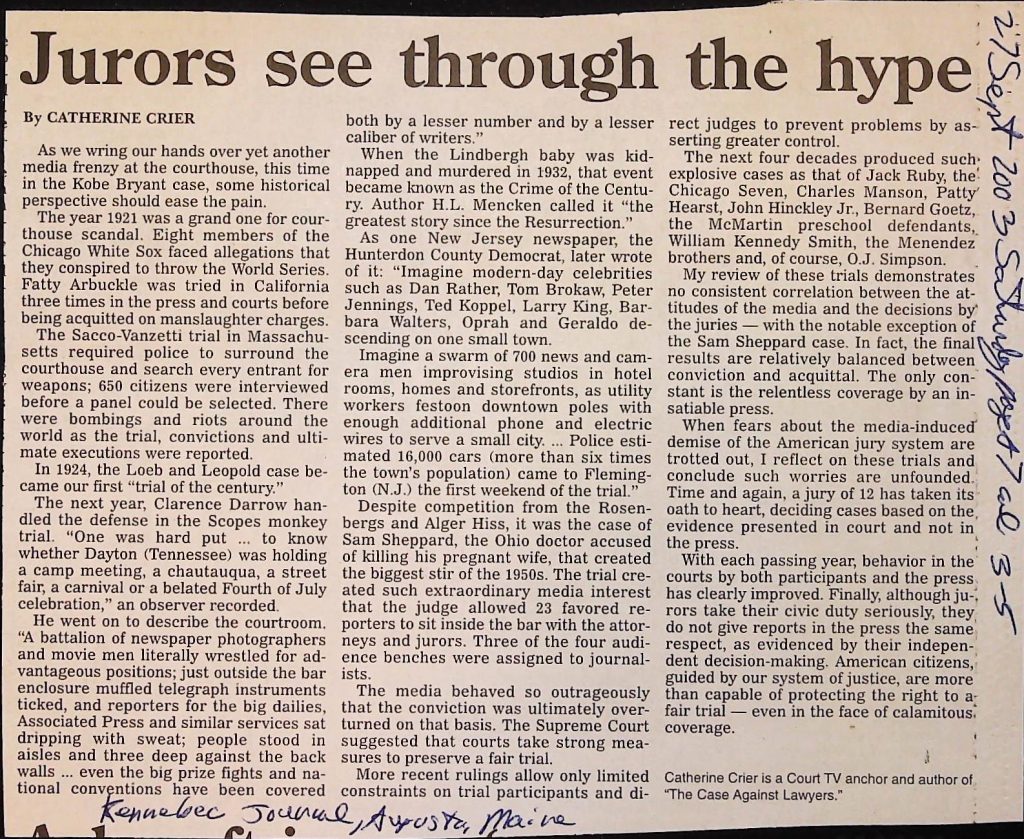 Jurors see through the hype
By CATHERINE CRIER
As we wring our hands over yet another
media frenzy at the courthouse, this time
in the Kobe Bryant case, some historical
perspective should ease the pain.
The year 1921 was a grand one for cour-
thouse scandal. Eight members of the
Chicago White Sox faced allegations that
they conspired to throw the World Series.
Fatty Arbuckle was tried in California
three times in the press and courts before
being acquitted on manslaughter charges.
The Sacco-Vanzetti trial in Massachu-
setts required police to surround the
courthouse and search every entrant for
weapons; 650 citizens were interviewed
before a panel could be selected. There
were bombings and riots around the
world as the trial, convictions and ulti-
mate executions were reported.
In 1924, the Loeb and Leopold case be-
came our first “trial of the century.”
The next year, Clarence Darrow han-
dled the defense in the Scopes monkey
trial. “One was hard put ... to know
whether Dayton (Tennessee) was holding
a camp meeting, a chautauqua, a street
fair, a carnival or a belated Fourth of July
celebration,” an observer recorded.
He went on to describe the courtroom.
“A battalion of newspaper photographers
and movie men literally wrestled for ad-
vantageous positions; just outside the bar
enclosure muffled telegraph instruments
ticked, and reporters for the big dailies,
Associated Press and similar services sat
dripping with sweat; people stood in
aisles and three deep against the back
walls ... even the big prize fights and na-
tional conventions have been covered
both by a lesser number and by a lesser
caliber of writers.”
When the Lindbergh baby was kid-
napped and murdered in 1932, that event
became known as the Crime of the Centu-
ry. Author H.L. Mencken called it “the
greatest story since the Resurrection.”
As one New Jersey newspaper, the
Hunterdon County Democrat, later wrote
of it: “Imagine modern-day celebrities
such as Dan Rather, Tom Brokaw, Peter
Jennings, Ted Koppel, Larry King, Bar-
bara Walters, Oprah and Geraldo de-
scending on one small town.
Imagine a swarm of 700 news and cam-
era men improvising studios in hotel
rooms, homes and storefronts, as utility
workers festoon downtown poles with
enough additional phone and electric
wires to serve a small city. ... Police esti-
mated 16,000 cars (more than six times
the town’s population) came to Fleming-
ton (N.J.) the first weekend of the trial.”
Despite competition from the Rosen-
bergs and Alger Hiss, it was the case of
Sam Sheppard, the Ohio doctor accused
of killing his pregnant wife, that created
the biggest stir of the 1950s. The trial cre-
ated such extraordinary media interest
that the judge allowed 23 favored re-
porters to sit inside the bar with the attor-
neys and jurors. Three of the four audi-
ence benches were assigned to journal-
ists.
The media behaved so outrageously
that the conviction was ultimately over-
turned on that basis. The Supreme Court
suggested that courts take strong mea-
sures to preserve a fair trial.
More recent rulings allow only limited
constraints on trial participants and di-
rect judges to prevent problems by as-
serting greater control.
The next four decades produced such
explosive cases as that of Jack Ruby, the
Chicago Seven, Charles Manson, Patty
Hearst, John Hinckley Jr., Bernard Goetz,
the McMartin preschool defendants,
William Kennedy Smith, the Menendez
brothers and, of course, O.J. Simpson.
My review of these trials demonstrates
no consistent correlation between the at-
titudes of the media and the decisions by
the juries — with the notable exception of
the Sam Sheppard case. In fact, the final
results are relatively balanced between
conviction and acquittal. The only con-
stant is the relentless coverage by an in-
satiable press.
When fears about the media-induced
demise of the American jury system are
trotted out, I reflect on these trials and
conclude such worries are unfounded.
Time and again, a jury of 12 has taken its
oath to heart, deciding cases based on the
evidence presented in court and not in
the press.
With each passing year, behavior in the
courts by both participants and the press
has clearly improved. Finally, although ju-
rors take their civic duty seriously, they
do not give reports in the press the same
respect, as evidenced by their indepen-
dent decision-making. American citizens,
guided by our system of justice, are more
than capable of protecting the right to a
fair trial — even in the face of calamitous
coverage.
Catherine Crier is a Court TV anchor and author of
“The Case Against Lawyers.”
27 Sept 2003 Saturday, page A7 col 3-5
Kennebec Journal, Augusta, Maine